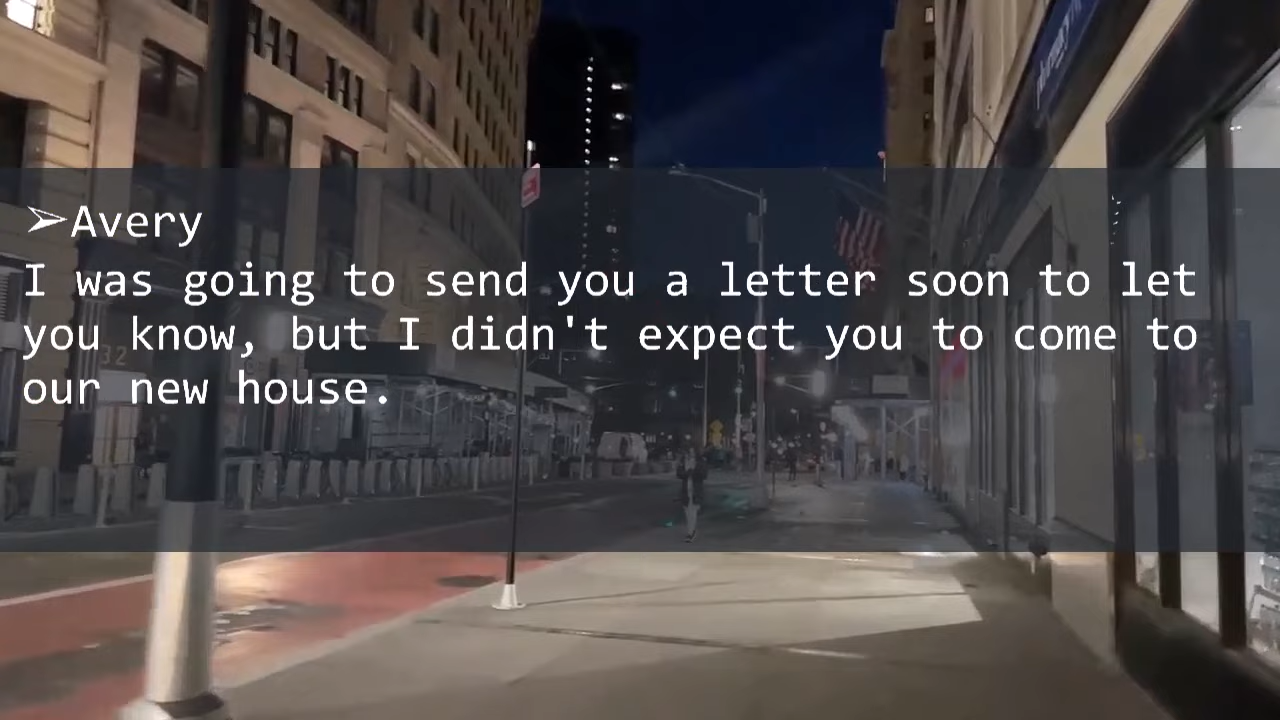 ➢Avery
I was going to send you a letter soon to let
you know, but I didn't expect you to come to
our new house.
32